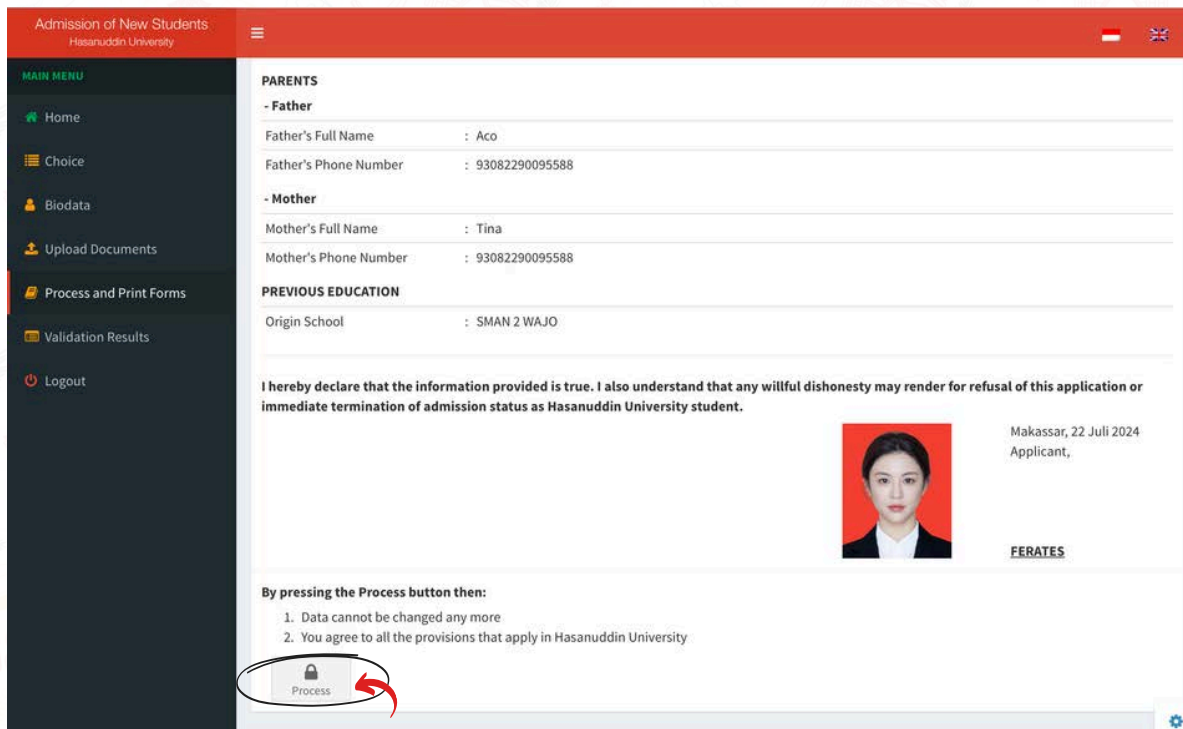 Admission of New Students
Hasanuddin University
MAIN MENU
Home
Choice
Biodata
Upload Documents
Process and Print Forms
Validation Results
Logout
PARENTS
- Father
Father's Full Name : Aco
Father's Phone Number : 93082290095588
- Mother
Mother's Full Name : Tina
Mother's Phone Number : 93082290095588
PREVIOUS EDUCATION
Origin School : SMAN 2 WAJO
I hereby declare that the information provided is true. I also understand that any willful dishonesty may render for refusal of this application or
immediate termination of admission status as Hasanuddin University student.
Makassar, 22 Juli 2024
Applicant,
FERATES
By pressing the Process button then:
1. Data cannot be changed any more
2. You agree to all the provisions that apply in Hasanuddin University
Process